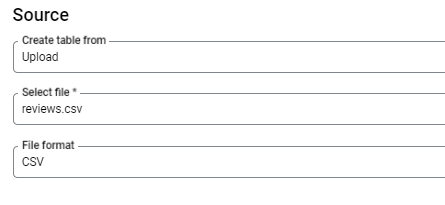 Source
Create table from
Upload
Select file *
reviews.csv
File format
CSV